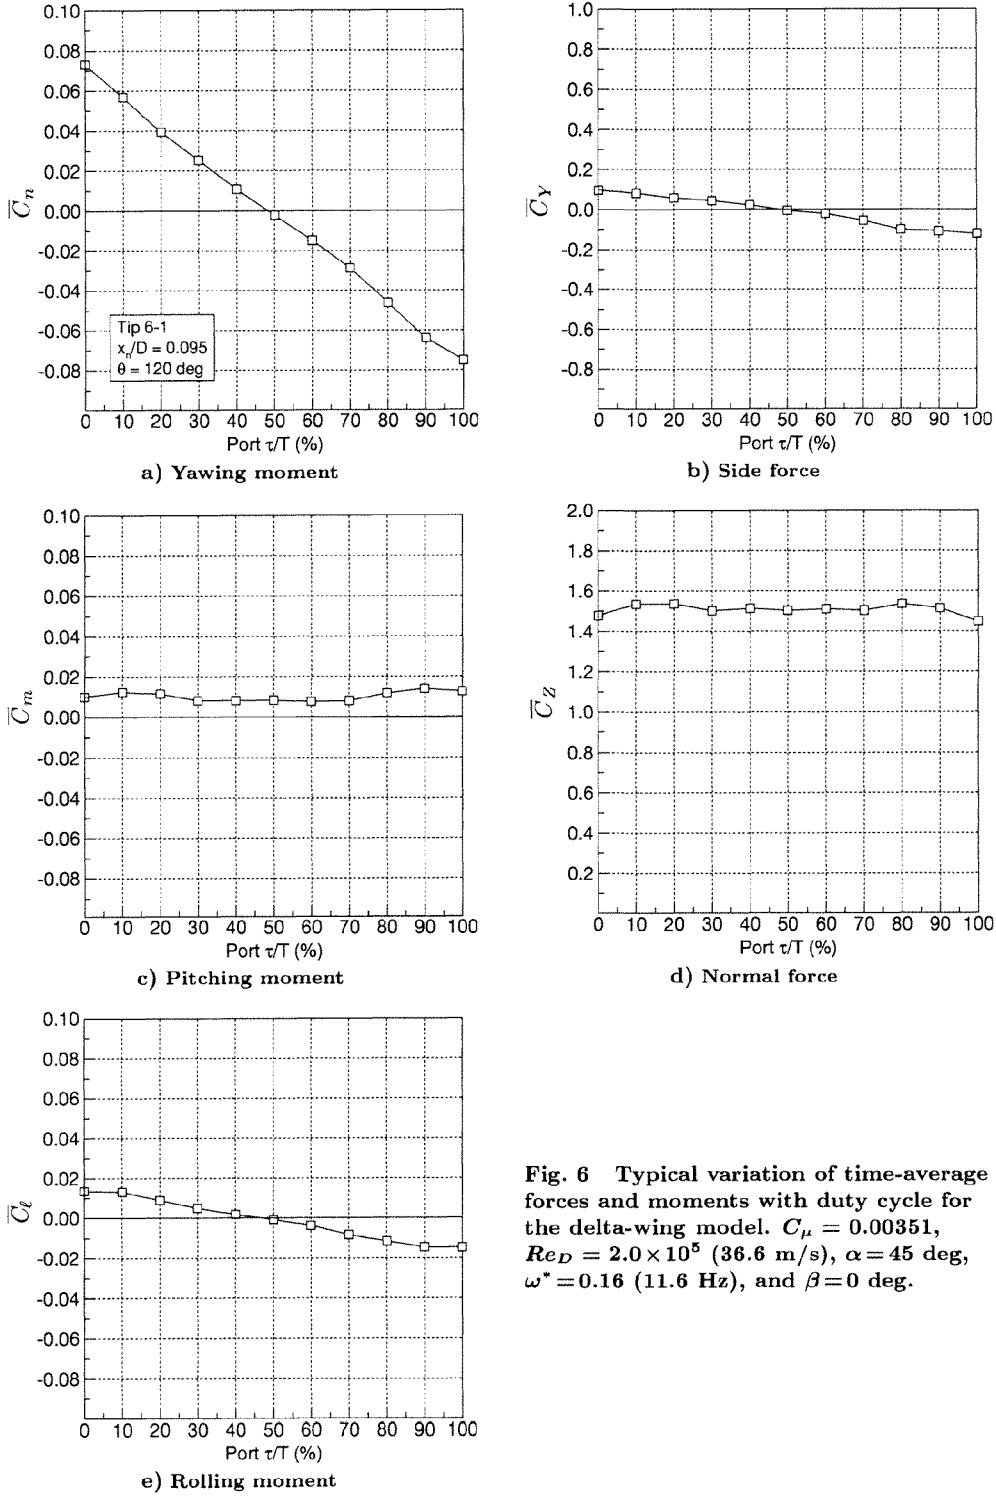 0.10
0.08
0.06
0.04
0.02
0.00
-0.02
-0.04
-0.06
-0.08
C̅n
Tip 6-1
xn/D = 0.095
θ = 120 deg
0 10 20 30 40 50 60 70 80 90 100
Port τ/T (%)
a) Yawing moment
1.0
0.8
0.6
0.4
0.2
0.0
-0.2
-0.4
-0.6
-0.8
C̅Y
0 10 20 30 40 50 60 70 80 90 100
Port τ/T (%)
b) Side force
0.10
0.08
0.06
0.04
0.02
0.00
-0.02
-0.04
-0.06
-0.08
C̅m
0 10 20 30 40 50 60 70 80 90 100
Port τ/T (%)
c) Pitching moment
2.0
1.8
1.6
1.4
1.2
1.0
0.8
0.6
0.4
0.2
C̅Z
0 10 20 30 40 50 60 70 80 90 100
Port τ/T (%)
d) Normal force
0.10
0.08
0.06
0.04
0.02
0.00
-0.02
-0.04
-0.06
-0.08
C̅ℓ
0 10 20 30 40 50 60 70 80 90 100
Port τ/T (%)
e) Rolling moment
Fig. 6 Typical variation of time-average
forces and moments with duty cycle for
the delta-wing model. Cμ = 0.00351,
ReD = 2.0×10⁵ (36.6 m/s), α=45 deg,
ω*=0.16 (11.6 Hz), and β=0 deg.